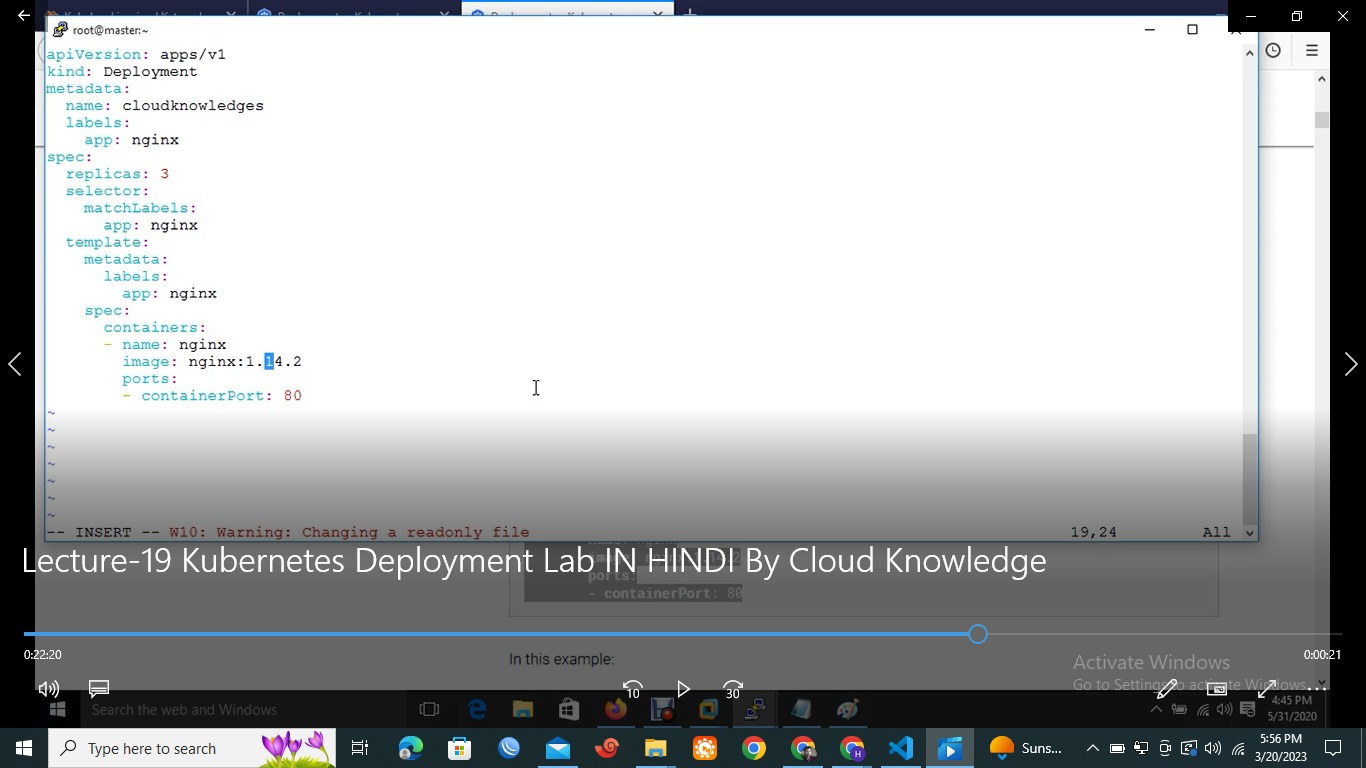 root@master:~
apiVersion: apps/v1
kind: Deployment
metadata:
  name: cloudknowledges
  labels:
    app: nginx
spec:
  replicas: 3
  selector:
    matchLabels:
      app: nginx
  template:
    metadata:
      labels:
        app: nginx
    spec:
      containers:
      - name: nginx
        image: nginx:1.14.2
        ports:
        - containerPort: 80
~
~
~
~
~
~
~
-- INSERT -- W10: Warning: Changing a readonly file 19,24 All
Lecture-19 Kubernetes Deployment Lab IN HINDI By Cloud Knowledge
ports:
- containerPort: 80
0:22:20 0:00:21
In this example:
Activate Windows
Go to Settings to activate Windows.
10 30
Search the web and Windows
4:45 PM
5/31/2020
Type here to search
Suns...
5:56 PM
3/20/2023